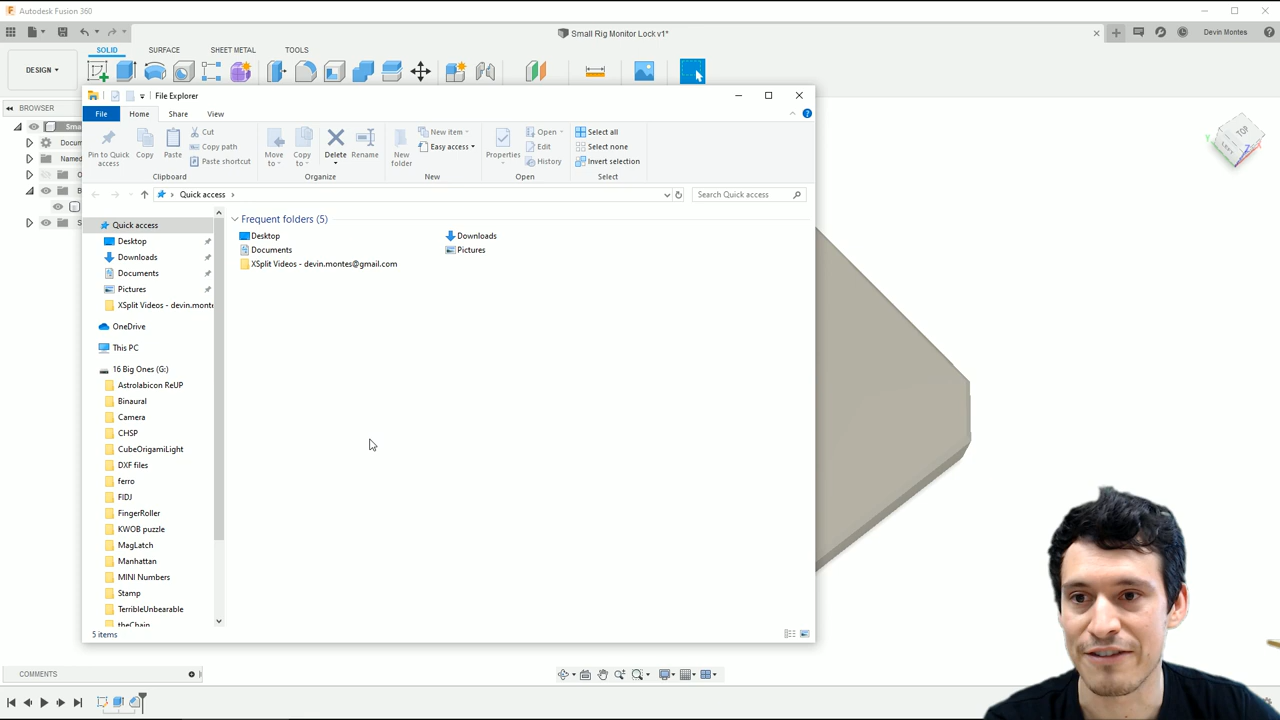 Autodesk Fusion 360
Small Rig Monitor Lock v1*
Devin Montes
SOLID
SURFACE
SHEET METAL
TOOLS
DESIGN
BROWSER
File Explorer
File
Home
Share
View
Pin to Quick access
Copy
Paste
Cut
Copy path
Paste shortcut
Clipboard
Move to
Copy to
Delete
Rename
Organize
New folder
New item
Easy access
New
Properties
Open
Edit
History
Open
Select all
Select none
Invert selection
Select
Quick access
Search Quick access
Quick access
Desktop
Downloads
Documents
Pictures
XSplit Videos - devin.monte
OneDrive
This PC
16 Big Ones (G:)
Astrolabicon ReUP
Binaural
Camera
CHSP
CubeOrigamiLight
DXF files
ferro
FIDJ
FingerRoller
KWOB puzzle
MagLatch
Manhattan
MINI Numbers
Stamp
TerribleUnbearable
theChain
Frequent folders (5)
Desktop
Downloads
Documents
Pictures
XSplit Videos - devin.montes@gmail.com
5 items
TOP
COMMENTS